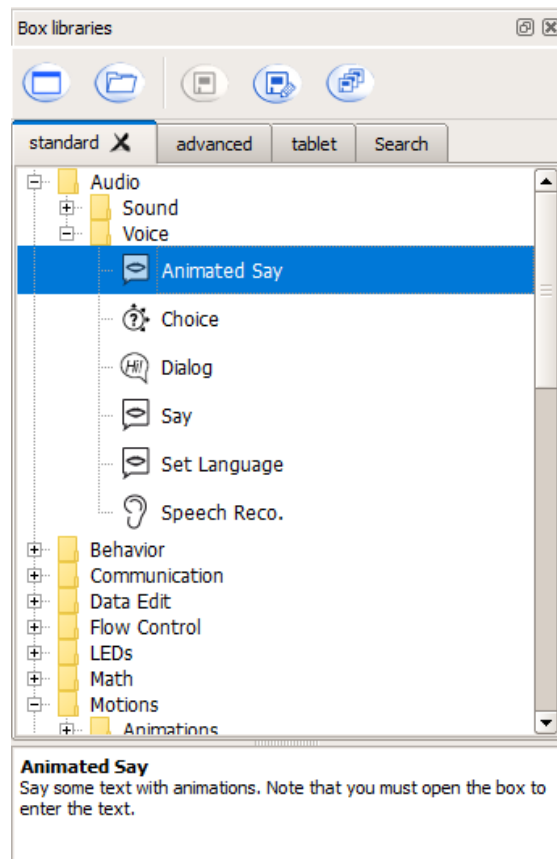 Box libraries
standard advanced tablet Search
Audio
Sound
Voice
Animated Say
Choice
Hi! Dialog
Say
Set Language
Speech Reco.
Behavior
Communication
Data Edit
Flow Control
LEDs
Math
Motions
Animations
Animated Say
Say some text with animations. Note that you must open the box to
enter the text.